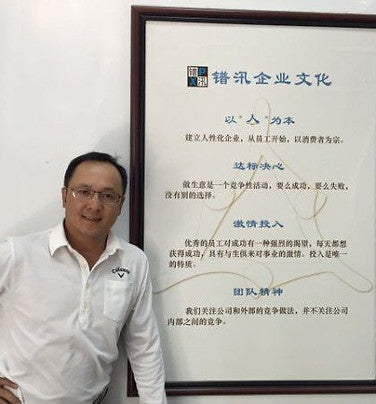 锴汛企业文化
以"人"为本
建立人性化企业，从员工开始，以消费者为宗。
达标决心
做生意是一个竞争性活动，要么成功，要么失败，
没有别的选择。
激情投入
优秀的员工对成功有一种强烈的渴望，每天都想
获得成功，具有与生俱来对事业的激情。投入是唯一
的特质。
团队精神
我们关注公司和外部的竞争做法，并不关注公司
内部之间的竞争。
Callaway